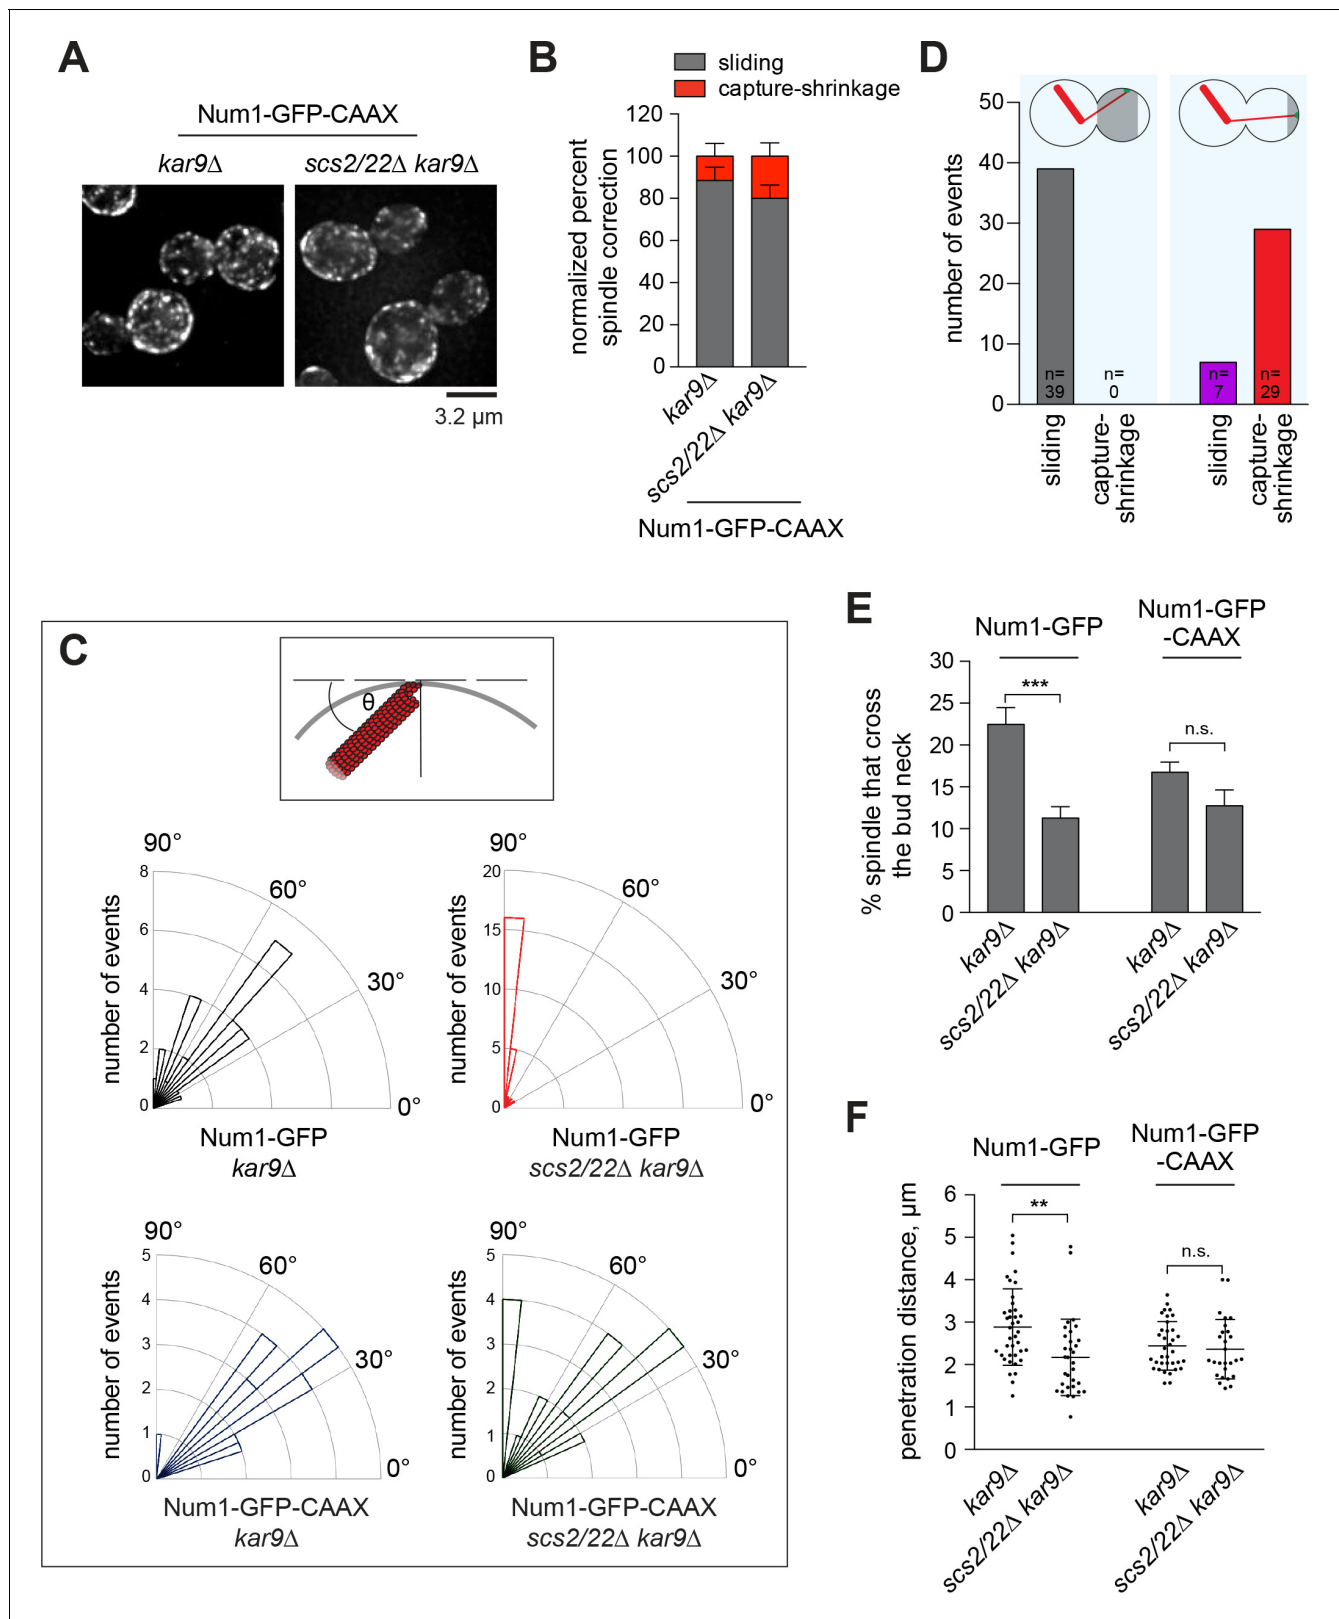 A
Num1-GFP-CAAX
kar9Δ
scs2/22Δ kar9Δ
3.2 µm
B
sliding
capture-shrinkage
normalized percent
spindle correction
120
100
80
60
40
20
0
kar9Δ
scs2/22Δ kar9Δ
Num1-GFP-CAAX
D
number of events
50
40
30
20
10
0
n=
39
n=
0
n=
7
n=
29
sliding
capture-
shrinkage
sliding
capture-
shrinkage
C
θ
90°
60°
30°
0°
number of events
8
6
4
2
0
Num1-GFP
kar9Δ
90°
60°
30°
0°
number of events
20
15
10
5
0
Num1-GFP
scs2/22Δ kar9Δ
90°
60°
30°
0°
number of events
5
4
3
2
1
0
Num1-GFP-CAAX
kar9Δ
90°
60°
30°
0°
number of events
5
4
3
2
1
0
Num1-GFP-CAAX
scs2/22Δ kar9Δ
E
Num1-GFP
Num1-GFP
-CAAX
% spindle that cross
the bud neck
30
25
20
15
10
5
0
***
n.s.
kar9Δ
scs2/22Δ kar9Δ
kar9Δ
scs2/22Δ kar9Δ
F
Num1-GFP
Num1-GFP
-CAAX
penetration distance, µm
6
5
4
3
2
1
0
**
n.s.
kar9Δ
scs2/22Δ kar9Δ
kar9Δ
scs2/22Δ kar9Δ